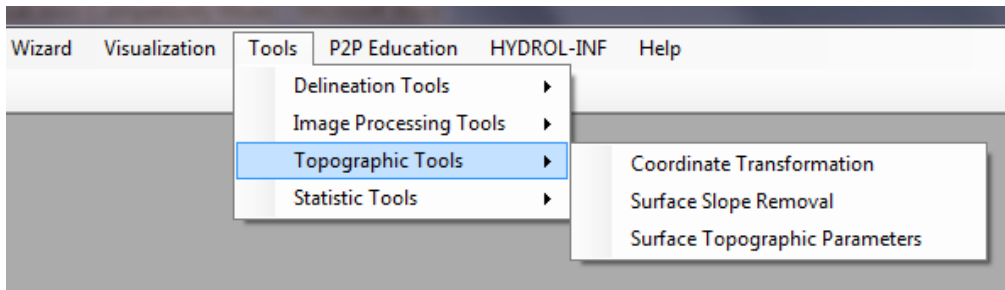 Wizard Visualization Tools P2P Education HYDROL-INF Help
Delineation Tools
Image Processing Tools
Topographic Tools
Statistic Tools
Coordinate Transformation
Surface Slope Removal
Surface Topographic Parameters